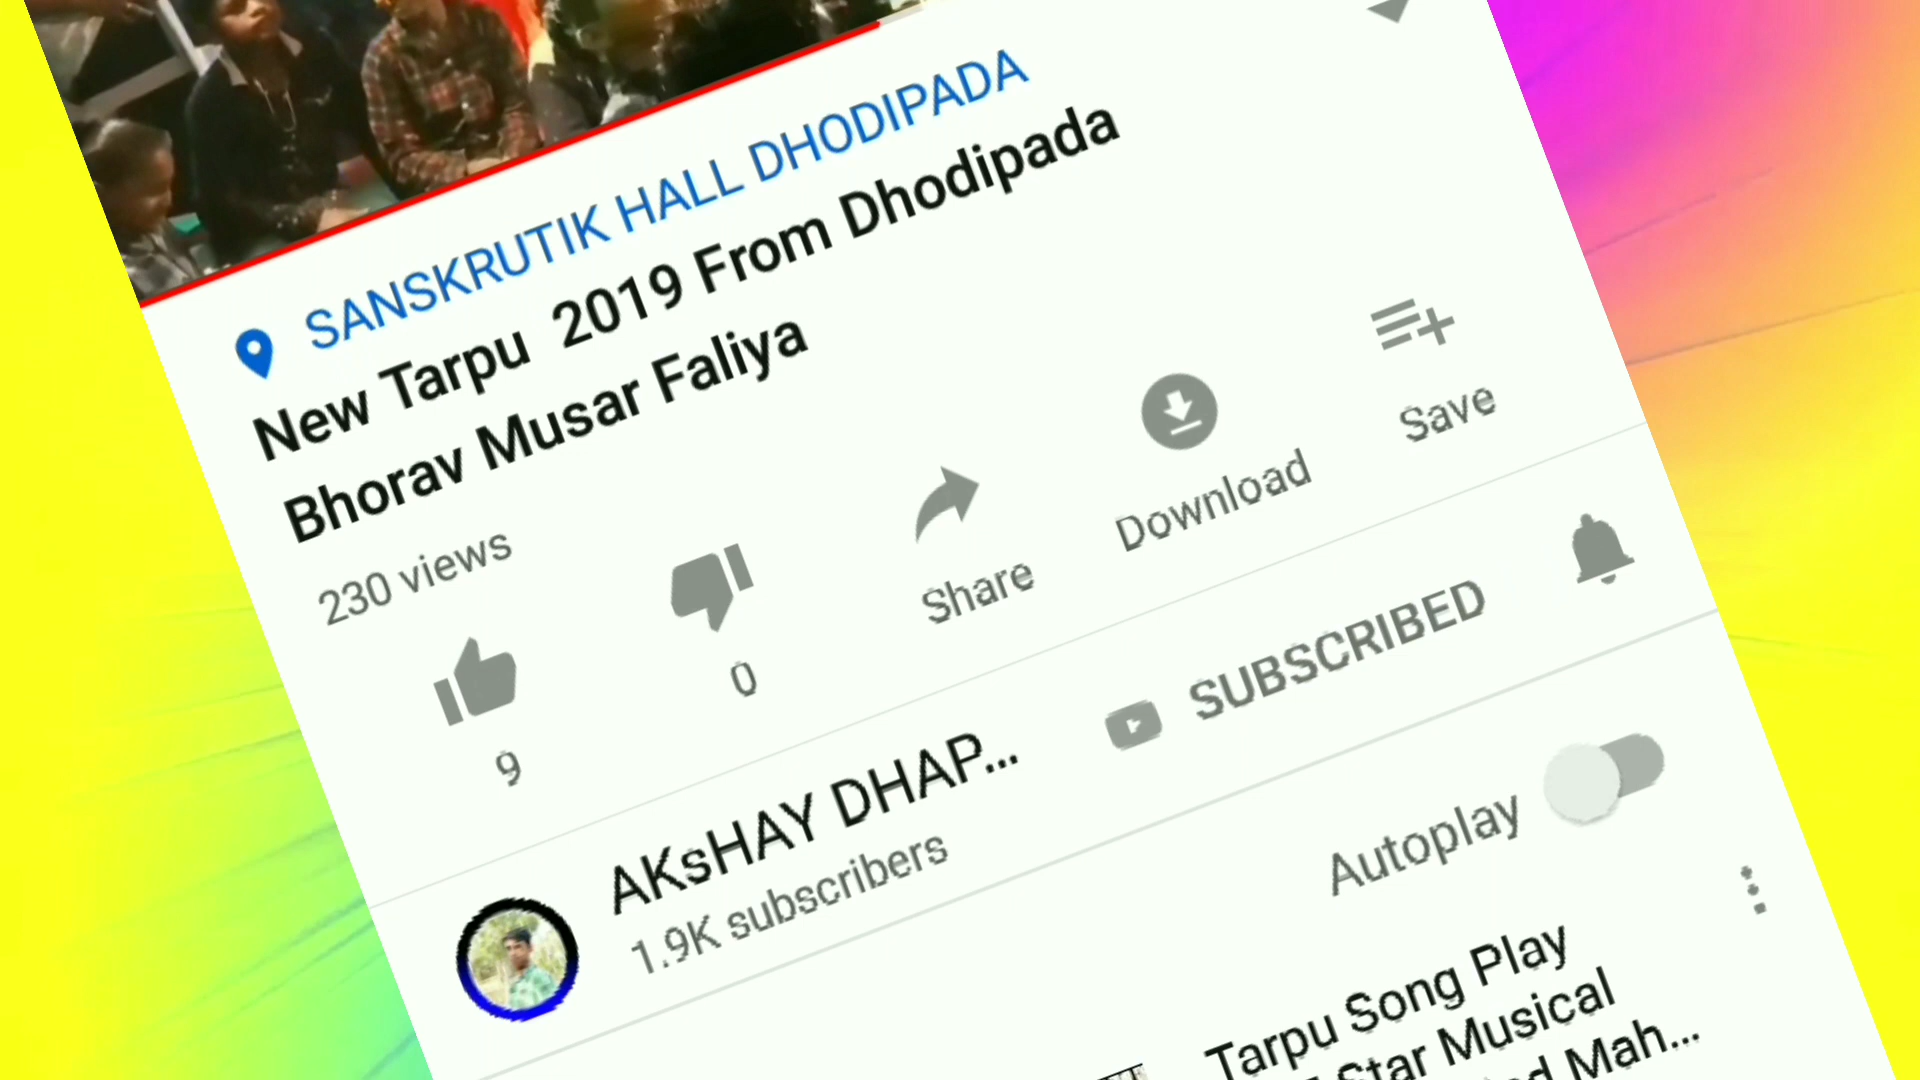 SANSKRUTIK HALL DHODIPADA
New Tarpu 2019 From Dhodipada
Bhorav Musar Faliya
230 views
9
0
Share
Download
Save
AKsHAY DHAP...
1.9K subscribers
SUBSCRIBED
Autoplay
Tarpu Song Play
Star Musical
Mah...